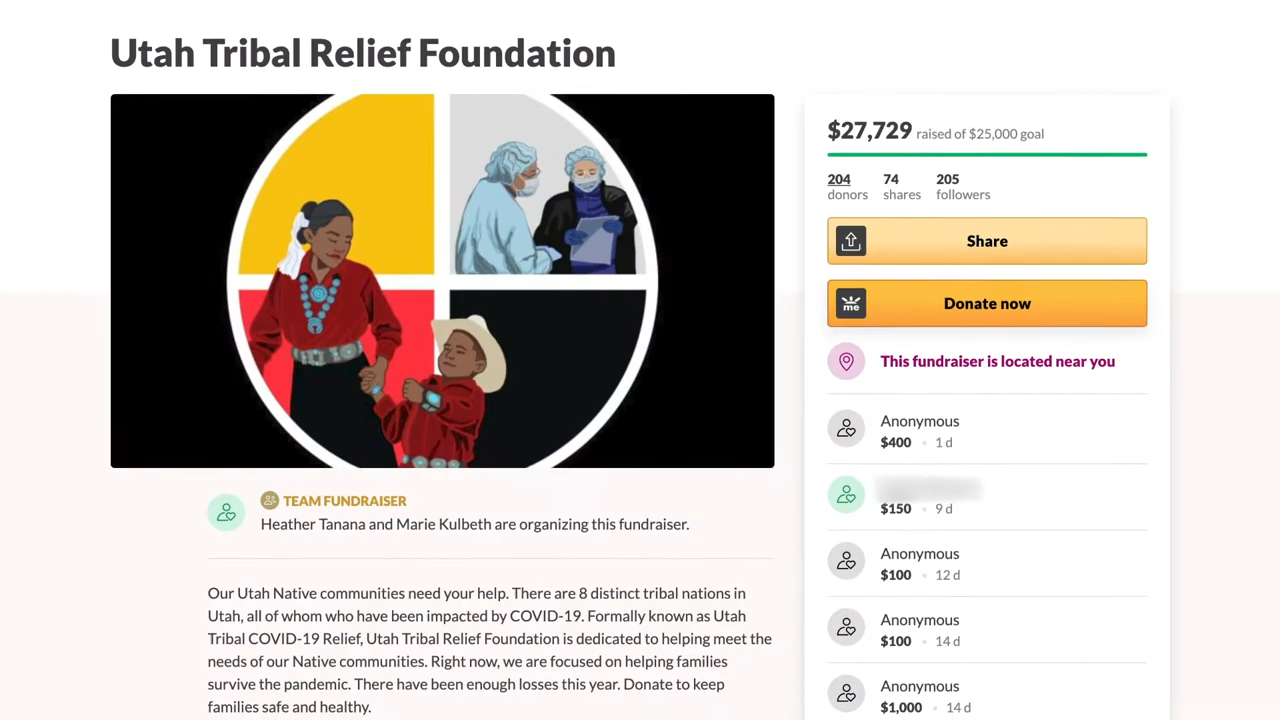 Utah Tribal Relief Foundation
$27,729 raised of $25,000 goal
204 donors
74 shares
205 followers
Share
me Donate now
This fundraiser is located near you
Anonymous
$400 • 1 d
$150 • 9 d
Anonymous
$100 • 12 d
Anonymous
$100 • 14 d
Anonymous
$1,000 • 14 d
TEAM FUNDRAISER
Heather Tanana and Marie Kulbeth are organizing this fundraiser.
Our Utah Native communities need your help. There are 8 distinct tribal nations in
Utah, all of whom who have been impacted by COVID-19. Formally known as Utah
Tribal COVID-19 Relief, Utah Tribal Relief Foundation is dedicated to helping meet the
needs of our Native communities. Right now, we are focused on helping families
survive the pandemic. There have been enough losses this year. Donate to keep
families safe and healthy.